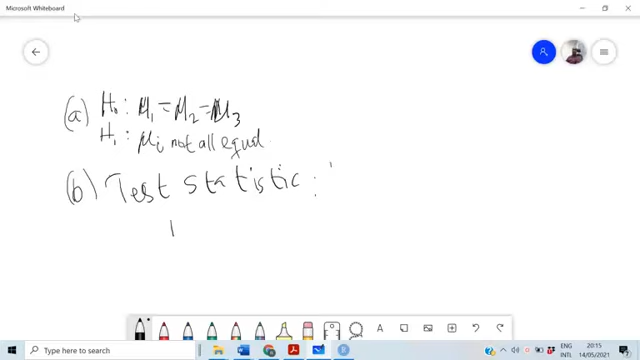 Microsoft Whiteboard
(a) H₀: μ₁ = μ₂ = μ₃
H₁: μᵢ not all equal
(b) Test statistic:
Type here to search
ENG
INTL
20:15
14/05/2021